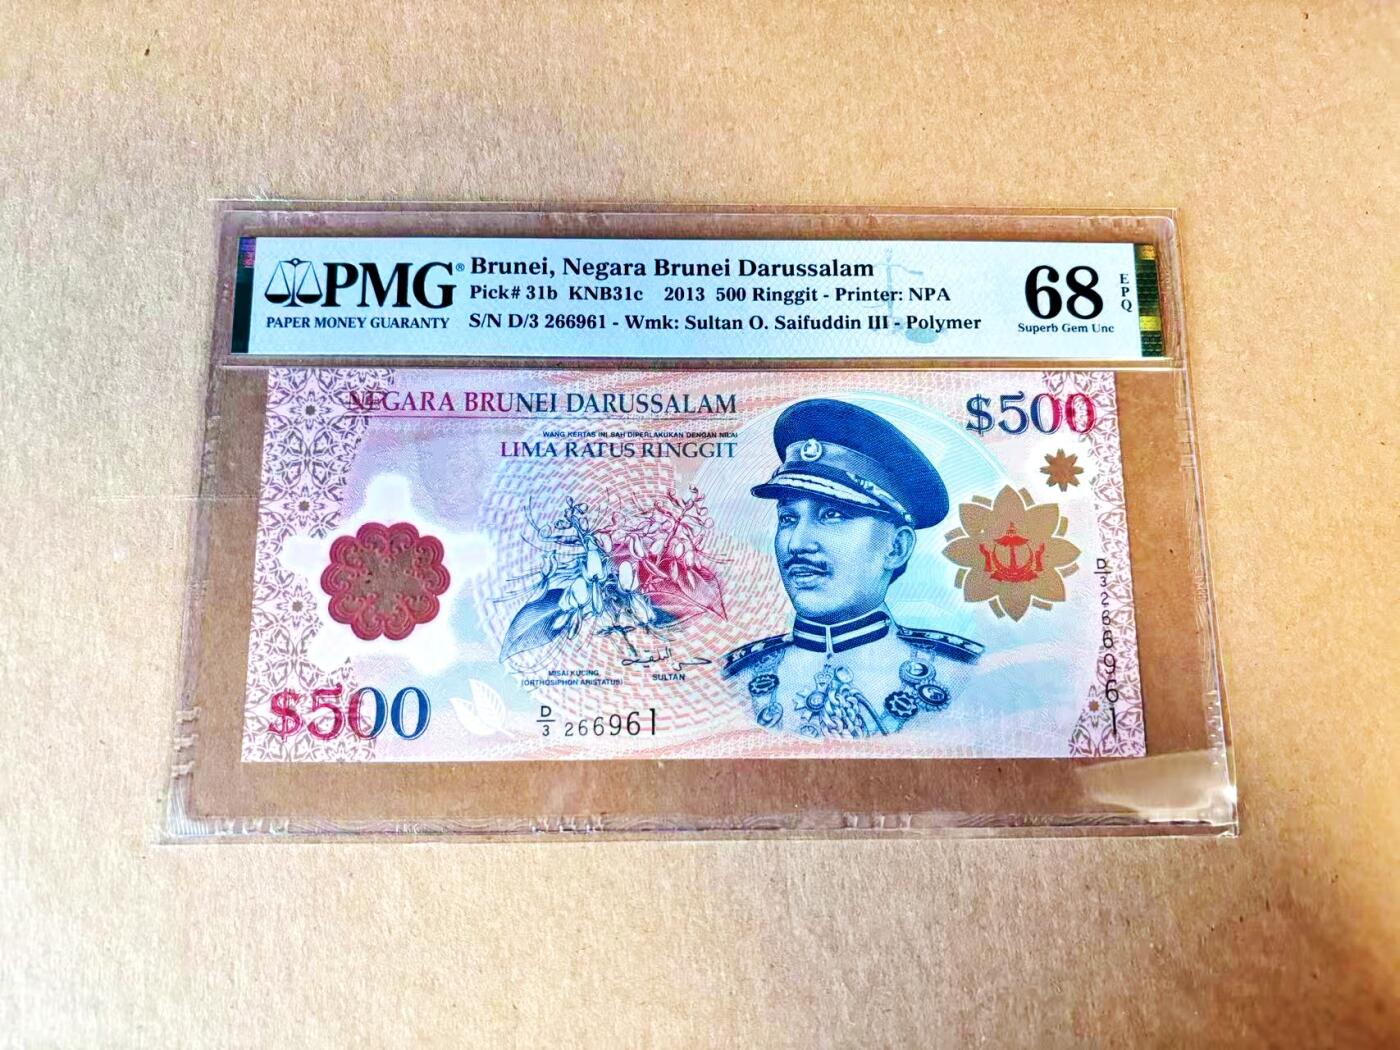 PMG®
PAPER MONEY GUARANTY
Brunei, Negara Brunei Darussalam
Pick# 31b KNB31c 2013 500 Ringgit - Printer: NPA
S/N D/3 266961 - Wmk: Sultan O. Saifuddin III - Polymer
68
EPQ
Superb Gem Unc
NEGARA BRUNEI DARUSSALAM
WANG KERTAS INI SAH DIPERLAKUKAN DENGAN NILAI
LIMA RATUS RINGGIT
$500
D/3 266961
MISAI KUCING
(ORTHOSIPHON ARISTATUS)
SULTAN
$500
D/3 266961